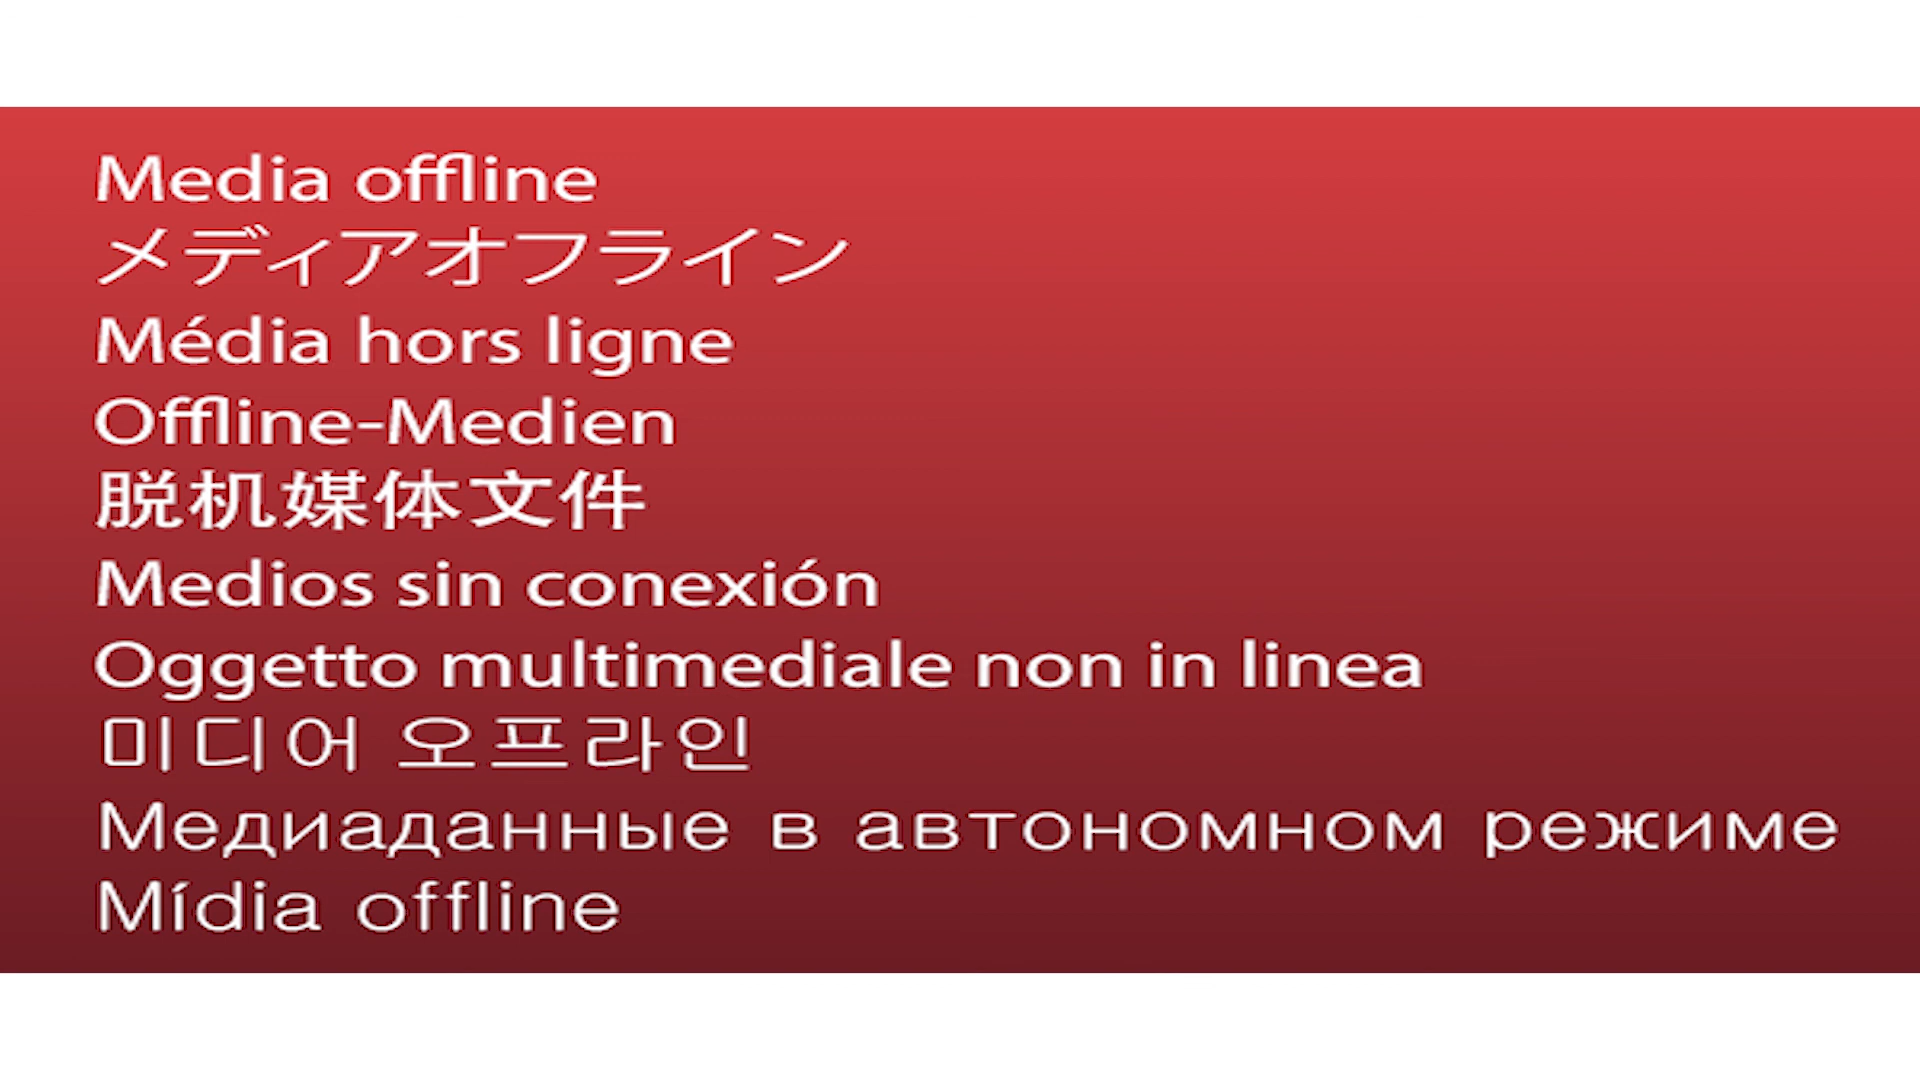 Media offline
メディアオフライン
Média hors ligne
Offline-Medien
脱机媒体文件
Medios sin conexión
Oggetto multimediale non in linea
미디어 오프라인
Медиаданные в автономном режиме
Mídia offline